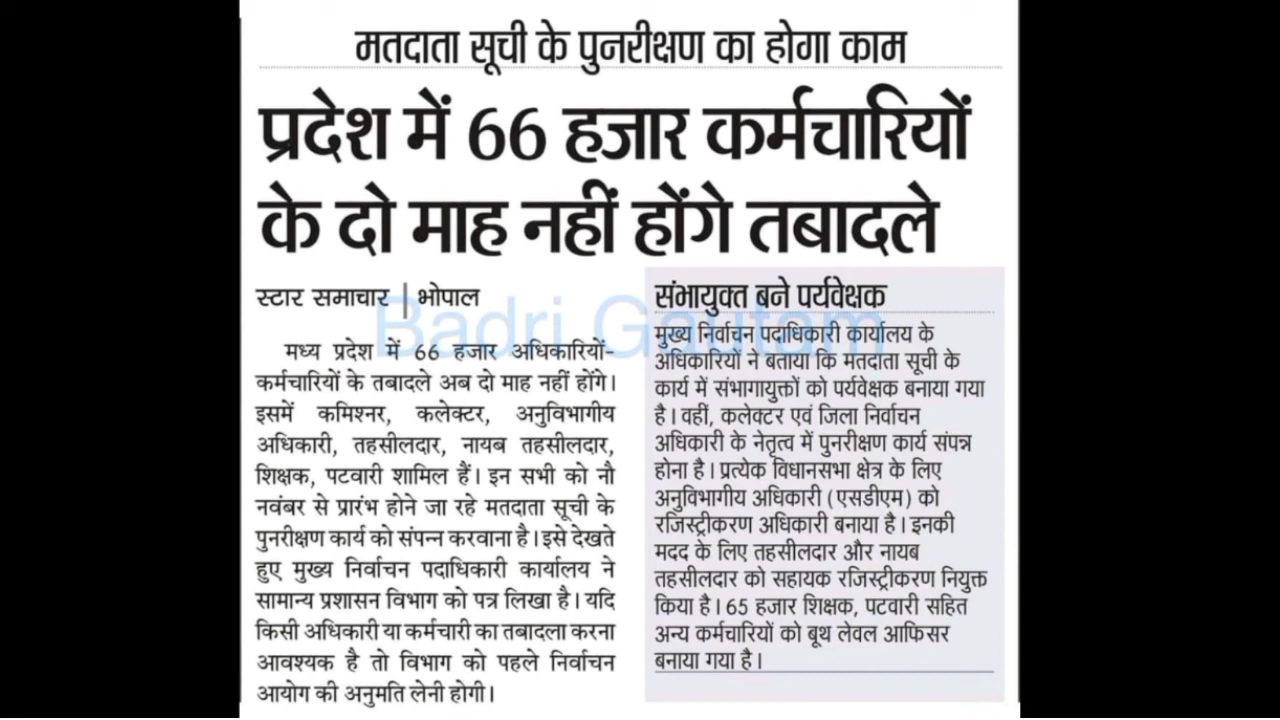 मतदाता सूची के पुनरीक्षण का होगा काम
प्रदेश में 66 हजार कर्मचारियों
के दो माह नहीं होंगे तबादले
स्टार समाचार | भोपाल
मध्य प्रदेश में 66 हजार अधिकारियों-
कर्मचारियों के तबादले अब दो माह नहीं होंगे।
इसमें कमिश्नर, कलेक्टर, अनुविभागीय
अधिकारी, तहसीलदार, नायब तहसीलदार,
शिक्षक, पटवारी शामिल हैं। इन सभी को नौ
नवंबर से प्रारंभ होने जा रहे मतदाता सूची के
पुनरीक्षण कार्य को संपन्न करवाना है। इसे देखते
हुए मुख्य निर्वाचन पदाधिकारी कार्यालय ने
सामान्य प्रशासन विभाग को पत्र लिखा है। यदि
किसी अधिकारी या कर्मचारी का तबादला करना
आवश्यक है तो विभाग को पहले निर्वाचन
आयोग की अनुमति लेनी होगी।
संभायुक्त बने पर्यवेक्षक
मुख्य निर्वाचन पदाधिकारी कार्यालय के
अधिकारियों ने बताया कि मतदाता सूची के
कार्य में संभागायुक्तों को पर्यवेक्षक बनाया गया
है। वहीं, कलेक्टर एवं जिला निर्वाचन
अधिकारी के नेतृत्व में पुनरीक्षण कार्य संपन्न
होना है। प्रत्येक विधानसभा क्षेत्र के लिए
अनुविभागीय अधिकारी (एसडीएम) को
रजिस्ट्रीकरण अधिकारी बनाया है। इनकी
मदद के लिए तहसीलदार और नायब
तहसीलदार को सहायक रजिस्ट्रीकरण नियुक्त
किया है। 65 हजार शिक्षक, पटवारी सहित
अन्य कर्मचारियों को बूथ लेवल आफिसर
बनाया गया है।
Badri Gautam